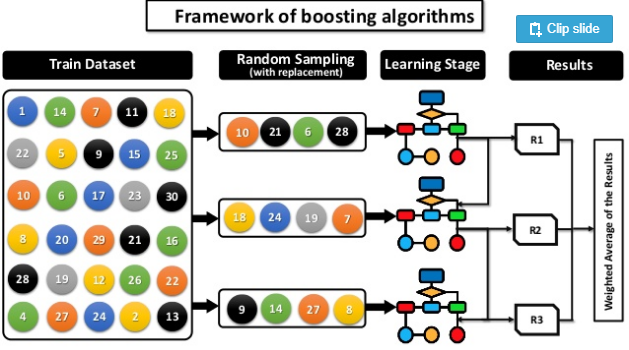 Framework of boosting algorithms
Clip slide
Train Dataset
Random Sampling
(with replacement)
Learning Stage
Results
1 14 7 11 18
22 5 9 15 25
10 6 17 23 30
8 20 29 21 16
28 19 12 26 22
4 27 24 2 13
10 21 6 28
18 24 19 7
9 14 27 8
R1
R2
R3
Weighted Average of the Results